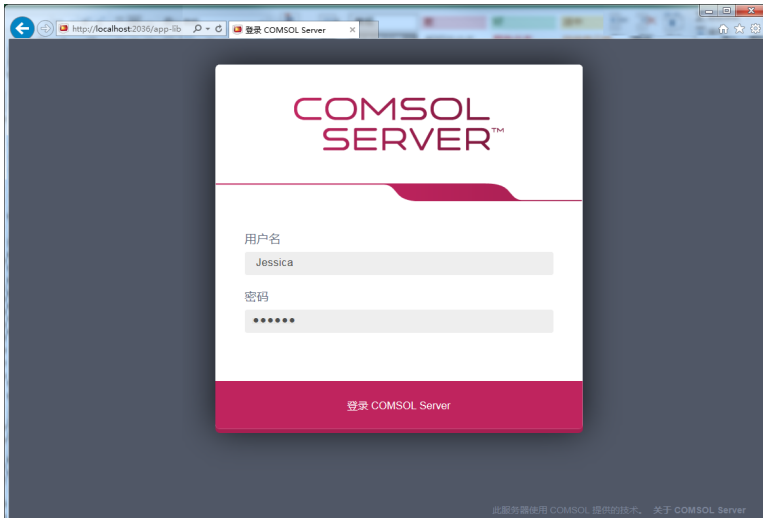 http://localhost:2036/app-lib
登录 COMSOL Server
COMSOL
SERVER™
用户名
Jessica
密码
••••••
登录 COMSOL Server
此服务器使用 COMSOL 提供的技术。 关于 COMSOL Server